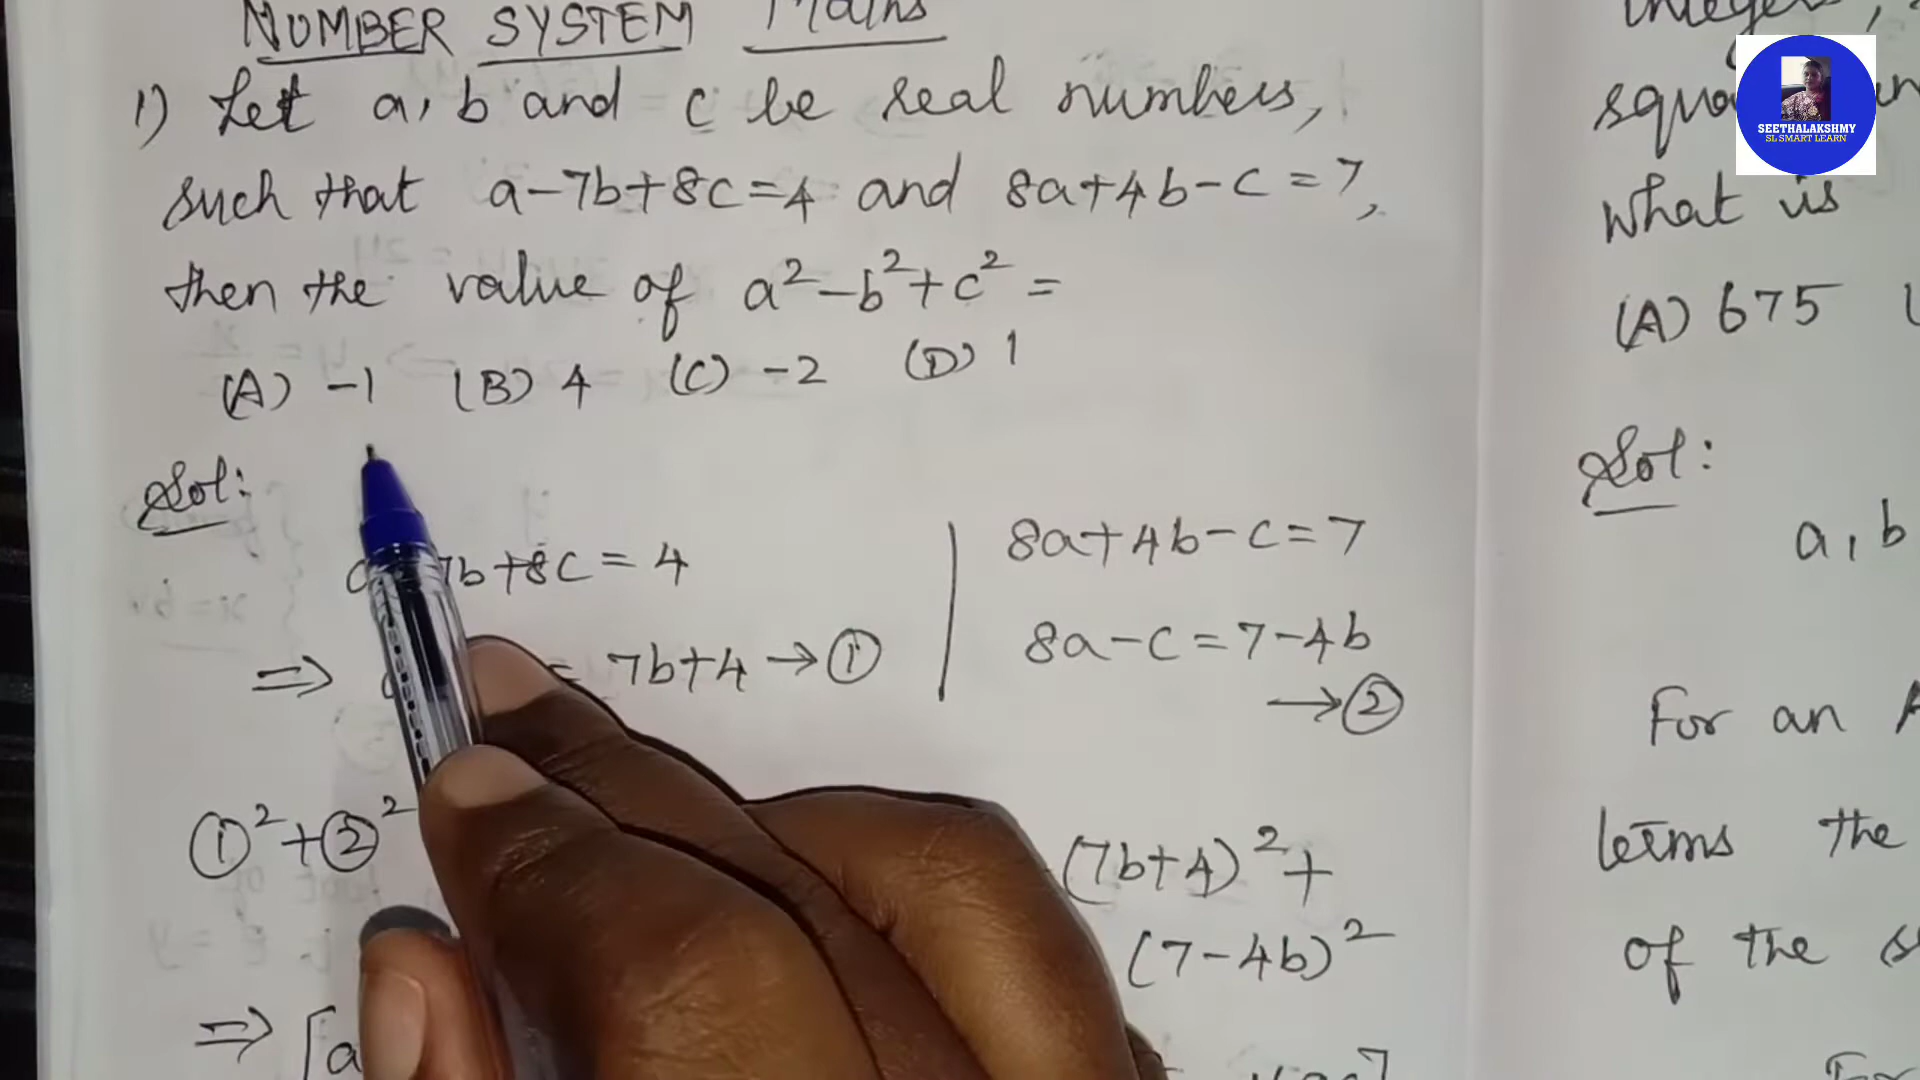 NUMBER SYSTEM Maths
1) Let a, b and c be real numbers,
such that a-7b+8c=4 and 8a+4b-c=7,
then the value of a²-b²+c² =
(A) -1 (B) 4 (C) -2 (D) 1
Sol:
7b+8c = 4
⇒ = 7b+4 → ①
8a+4b-c=7
8a-c=7-4b
→ ②
①²+②²
(7b+4)²+
(7-4b)²
⇒ [a
integer,
squa
what is
(A) 675
Sol:
a, b
For an A
terms the
of the
For
SEETHALAKSHMY
SL SMART LEARN